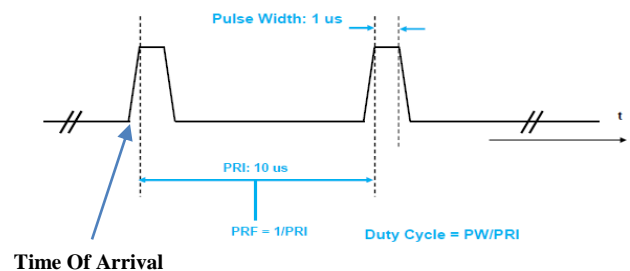 Pulse Width: 1 us
t
PRI: 10 us
PRF = 1/PRI
Duty Cycle = PW/PRI
Time Of Arrival